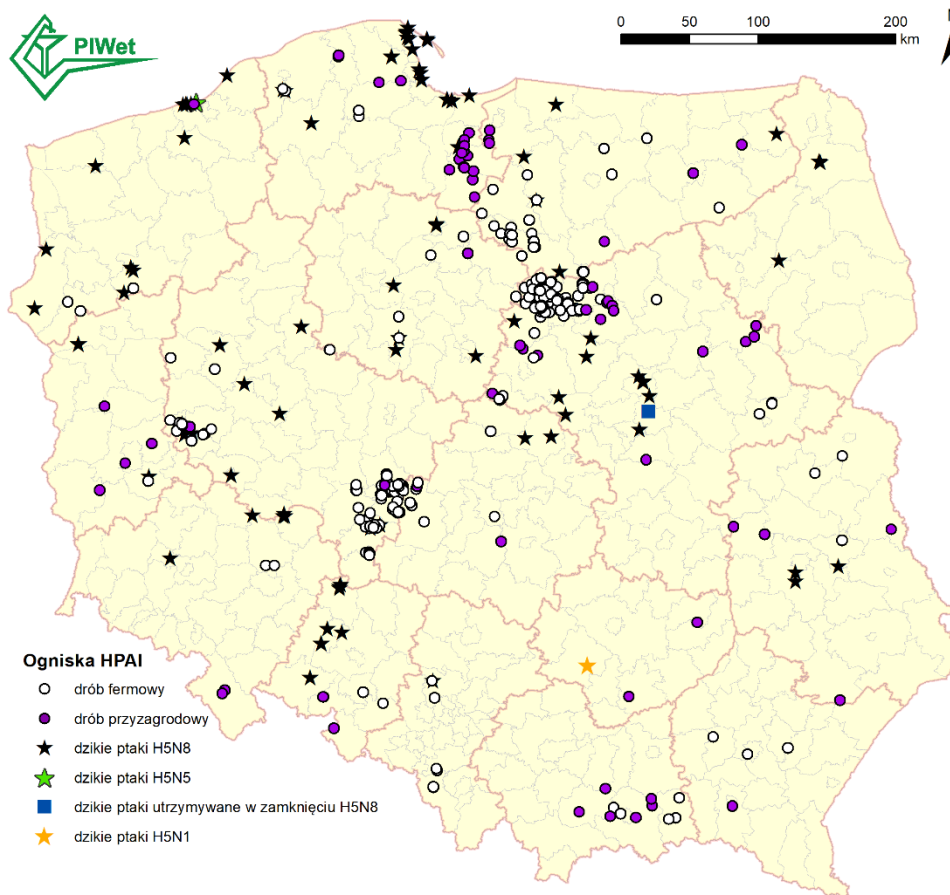 PIWet
0 50 100 200
km
Ogniska HPAI
drób fermowy
drób przyzagrodowy
dzikie ptaki H5N8
dzikie ptaki H5N5
dzikie ptaki utrzymywane w zamknięciu H5N8
dzikie ptaki H5N1